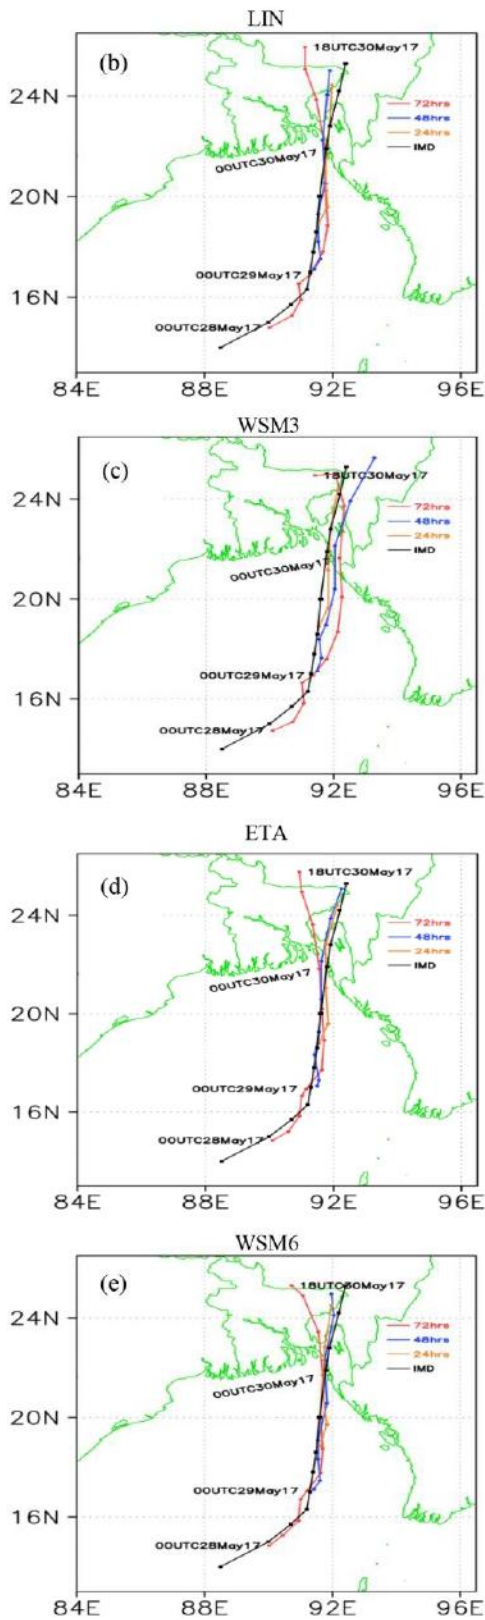 LIN
(b)
18UTC30May17
24N
72hrs
48hrs
24hrs
IMD
00UTC30May17
20N
00UTC29May17
16N
00UTC28May17
84E 88E 92E 96E
WSM3
(c)
18UTC30May17
24N
72hrs
48hrs
24hrs
IMD
00UTC30May17
20N
00UTC29May17
16N
00UTC28May17
84E 88E 92E 96E
ETA
(d)
18UTC30May17
24N
72hrs
48hrs
24hrs
IMD
00UTC30May17
20N
00UTC29May17
16N
00UTC28May17
84E 88E 92E 96E
WSM6
(e)
18UTC30May17
24N
72hrs
48hrs
24hrs
IMD
00UTC30May17
20N
00UTC29May17
16N
00UTC28May17
84E 88E 92E 96E